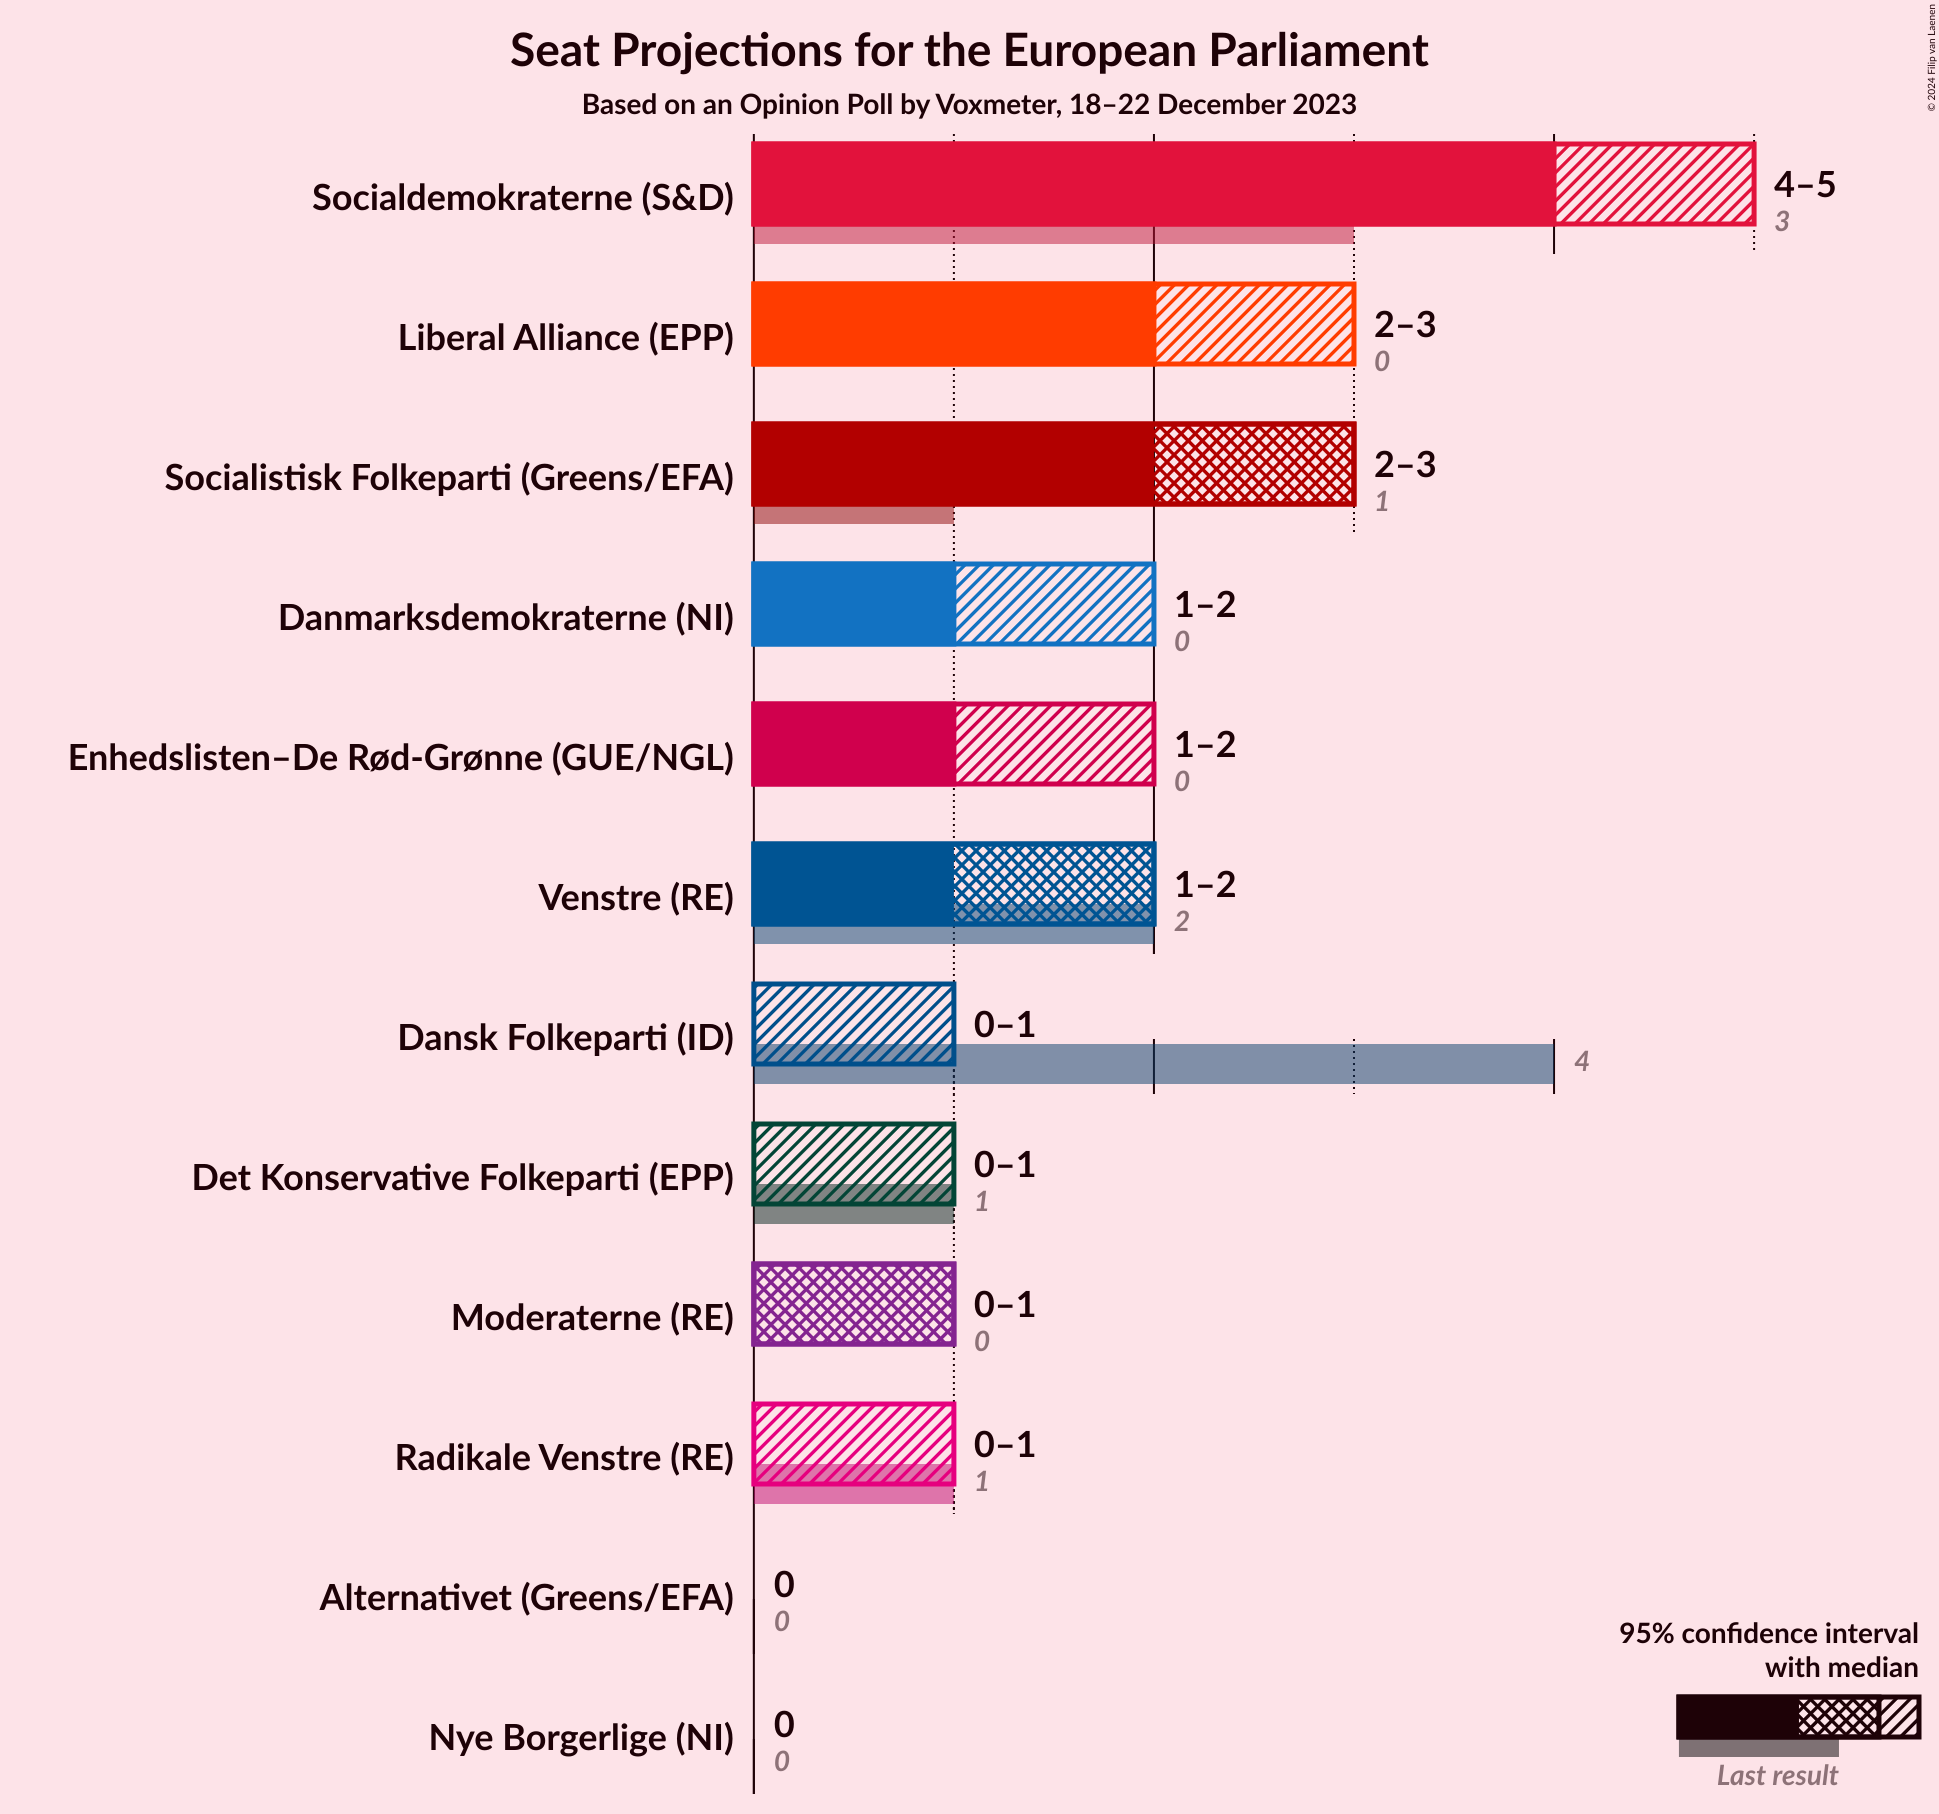 Seat Projections for the European Parliament
Based on an Opinion Poll by Voxmeter, 18–22 December 2023
© 2024 Filip van Laenen
Socialdemokraterne (S&D)
4–5
3
Liberal Alliance (EPP)
2–3
0
Socialistisk Folkeparti (Greens/EFA)
2–3
1
Danmarksdemokraterne (NI)
1–2
0
Enhedslisten–De Rød-Grønne (GUE/NGL)
1–2
0
Venstre (RE)
1–2
2
Dansk Folkeparti (ID)
0–1
4
Det Konservative Folkeparti (EPP)
0–1
1
Moderaterne (RE)
0–1
0
Radikale Venstre (RE)
0–1
1
Alternativet (Greens/EFA)
0
0
Nye Borgerlige (NI)
0
0
95% confidence interval
with median
Last result